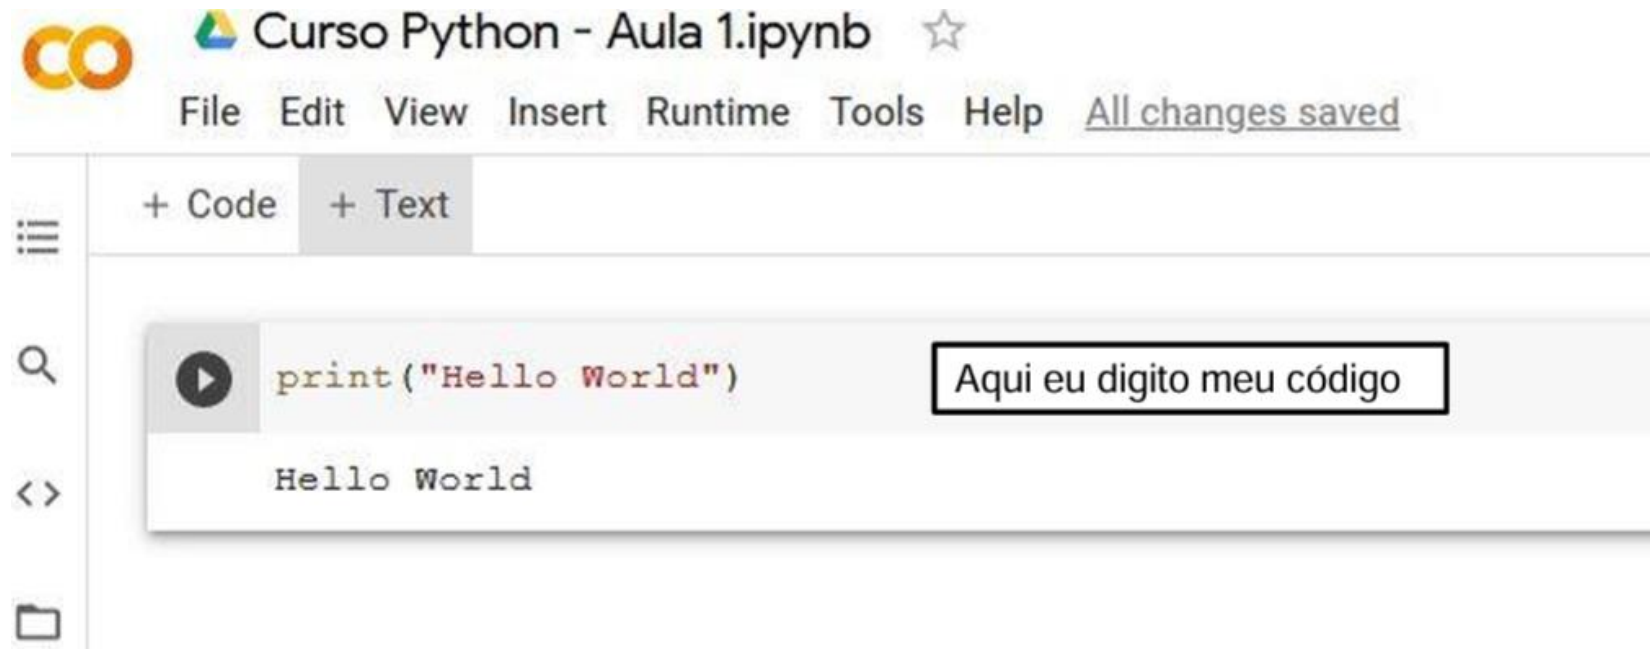 Curso Python - Aula 1.ipynb
File Edit View Insert Runtime Tools Help All changes saved
+ Code + Text
print("Hello World") Aqui eu digito meu código
Hello World